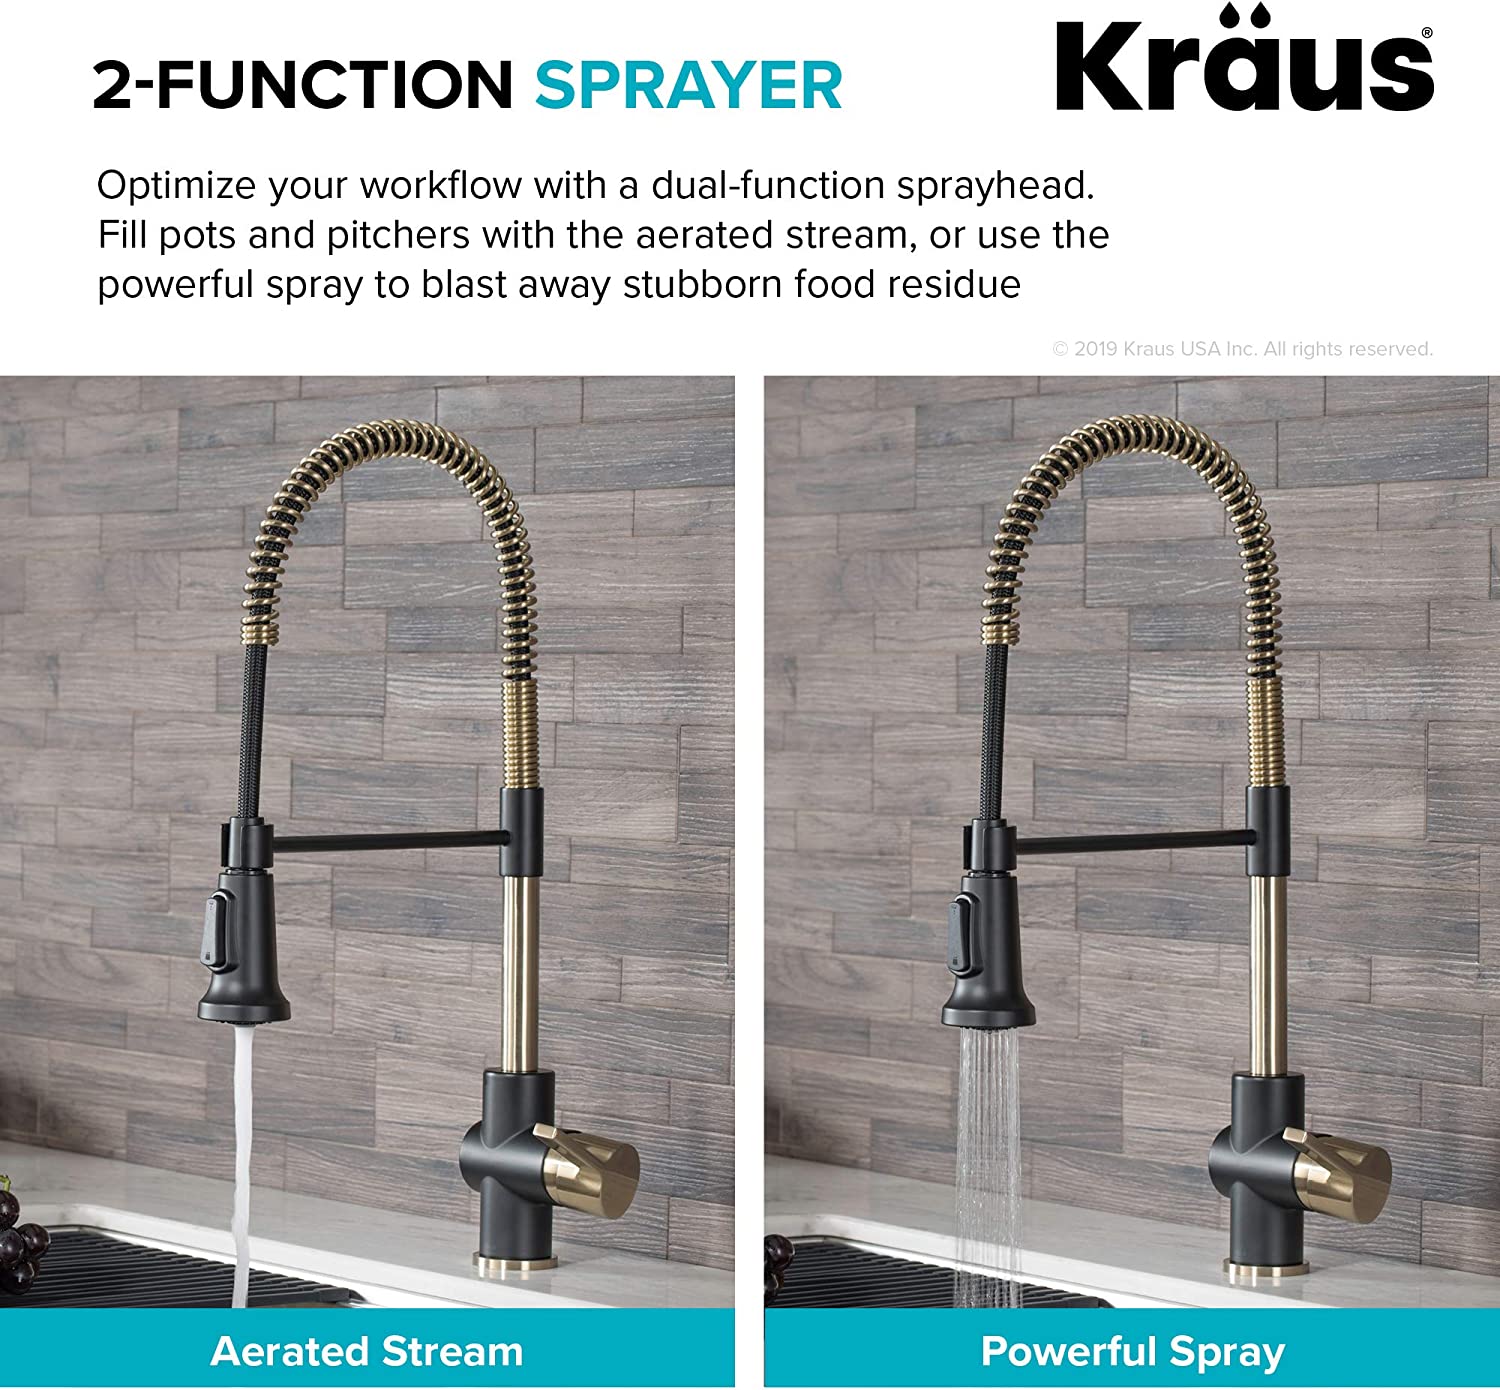 2-FUNCTION SPRAYER
Kräus®
Optimize your workflow with a dual-function sprayhead.
Fill pots and pitchers with the aerated stream, or use the
powerful spray to blast away stubborn food residue
© 2019 Kraus USA Inc. All rights reserved.
Aerated Stream
Powerful Spray